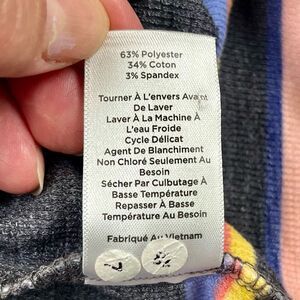 63% Polyester
34% Coton
3% Spandex
Tourner À L'envers Avant
De Laver
Laver À La Machine À
L'eau Froide
Cycle Délicat
Agent De Blanchiment
Non Chloré Seulement Au
Besoin
Sécher Par Culbutage À
Basse Température
Repasser À Basse
Température Au Besoin
Fabriqué Au Vietnam